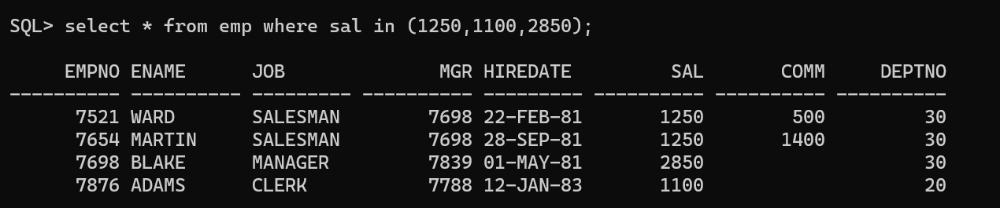 SQL> select * from emp where sal in (1250,1100,2850);
     EMPNO ENAME      JOB              MGR HIREDATE         SAL       COMM     DEPTNO
---------- ---------- --------- ---------- --------- ---------- ---------- ----------
      7521 WARD       SALESMAN        7698 22-FEB-81       1250        500         30
      7654 MARTIN     SALESMAN        7698 28-SEP-81       1250       1400         30
      7698 BLAKE      MANAGER         7839 01-MAY-81       2850                    30
      7876 ADAMS      CLERK           7788 12-JAN-83       1100                    20